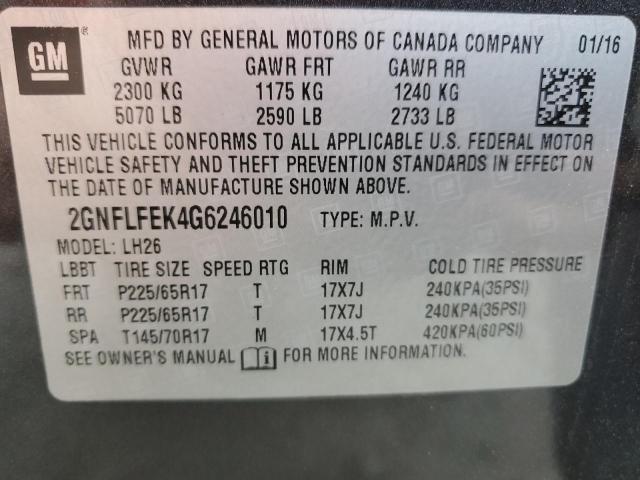 GM
MFD BY GENERAL MOTORS OF CANADA COMPANY 01/16
GVWR GAWR FRT GAWR RR
2300 KG 1175 KG 1240 KG
5070 LB 2590 LB 2733 LB
THIS VEHICLE CONFORMS TO ALL APPLICABLE U.S. FEDERAL MOTOR
VEHICLE SAFETY AND THEFT PREVENTION STANDARDS IN EFFECT ON
THE DATE OF MANUFACTURE SHOWN ABOVE.
2GNFLFEK4G6246010 TYPE: M.P.V.
MODEL: LH26
LBBT TIRE SIZE SPEED RTG RIM COLD TIRE PRESSURE
FRT P225/65R17 T 17X7J 240KPA(35PSI)
RR P225/65R17 T 17X7J 240KPA(35PSI)
SPA T145/70R17 M 17X4.5T 420KPA(60PSI)
SEE OWNER'S MANUAL FOR MORE INFORMATION.